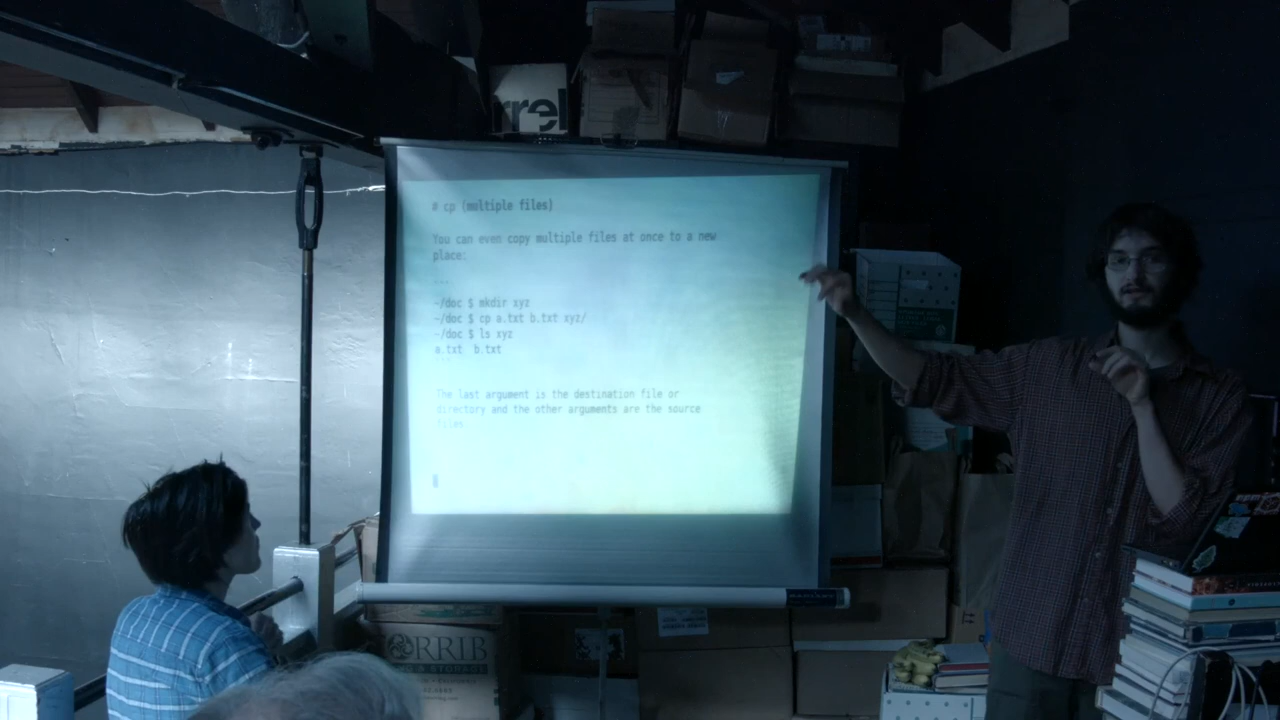 rrel
# cp (multiple files)
You can even copy multiple files at once to a new
place:
```
~/doc $ mkdir xyz
~/doc $ cp a.txt b.txt xyz/
~/doc $ ls xyz
a.txt  b.txt
```
The last argument is the destination file or
directory and the other arguments are the source
files
ORRIB